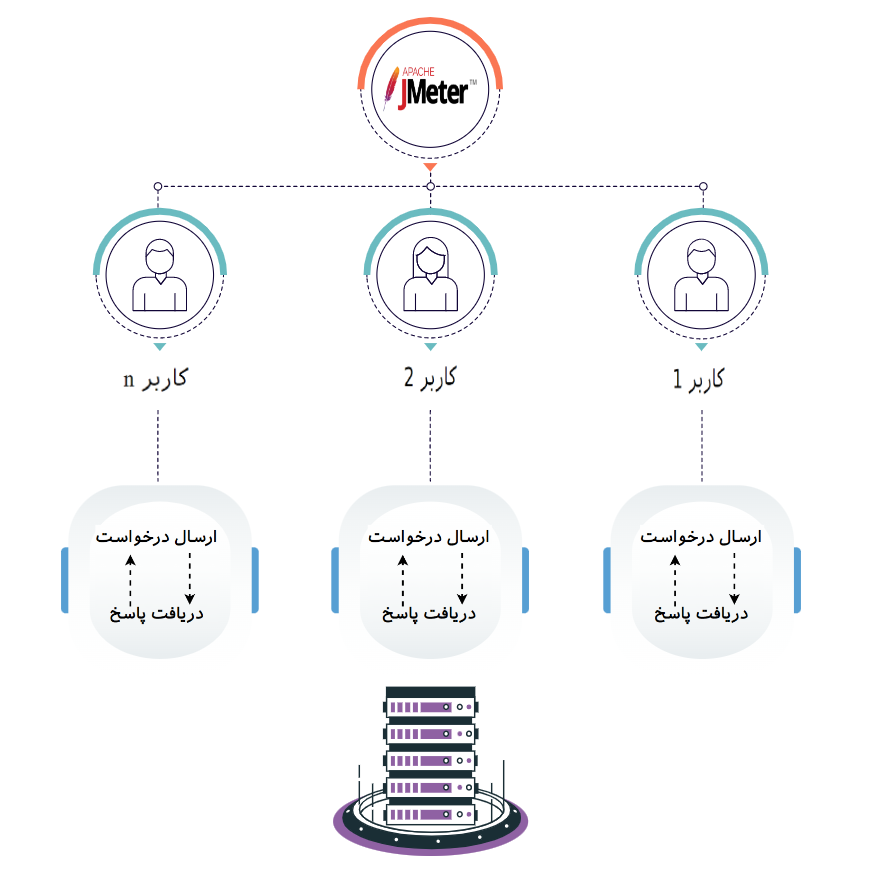 APACHE
JMeter™
کاربر 1
کاربر 2
کاربر n
ارسال درخواست
دریافت پاسخ
ارسال درخواست
دریافت پاسخ
ارسال درخواست
دریافت پاسخ